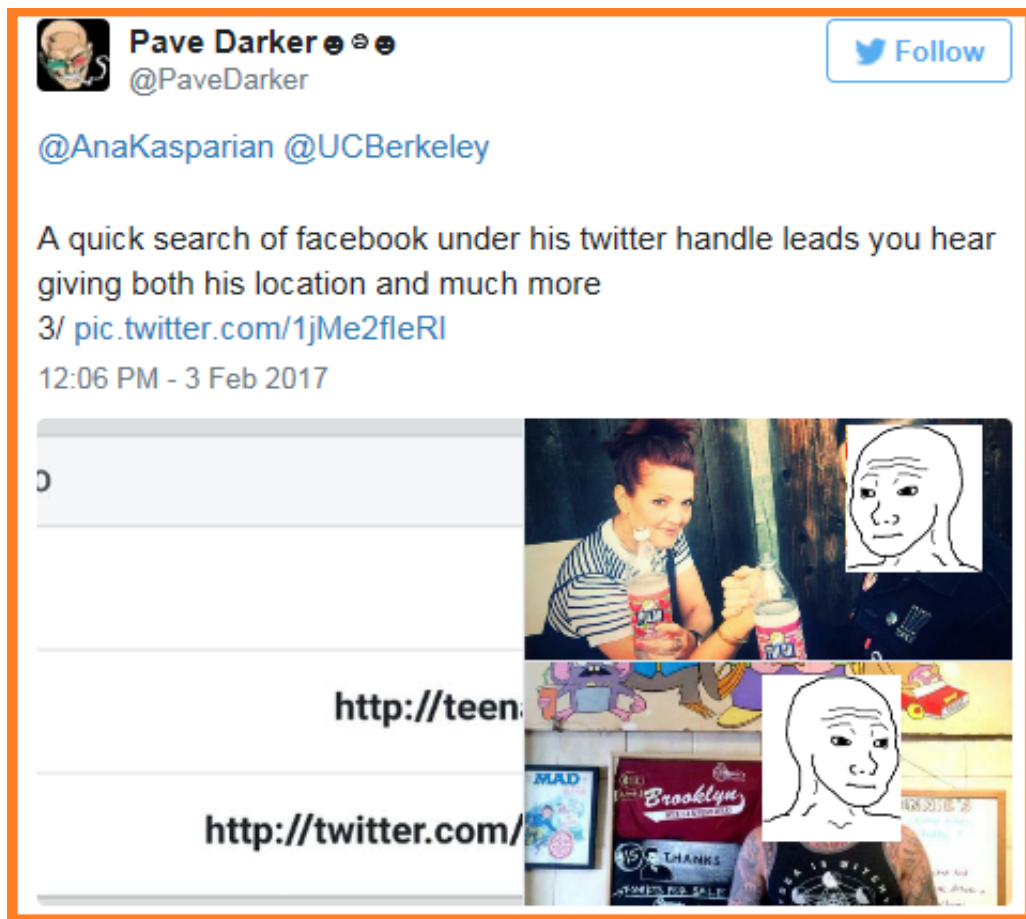 Pave Darker
@PaveDarker
Follow
@AnaKasparian @UCBerkeley
A quick search of facebook under his twitter handle leads you hear
giving both his location and much more
3/ pic.twitter.com/1jMe2fleRl
12:06 PM - 3 Feb 2017
http://teen
http://twitter.com/
MAD
Brooklyn
THANKS